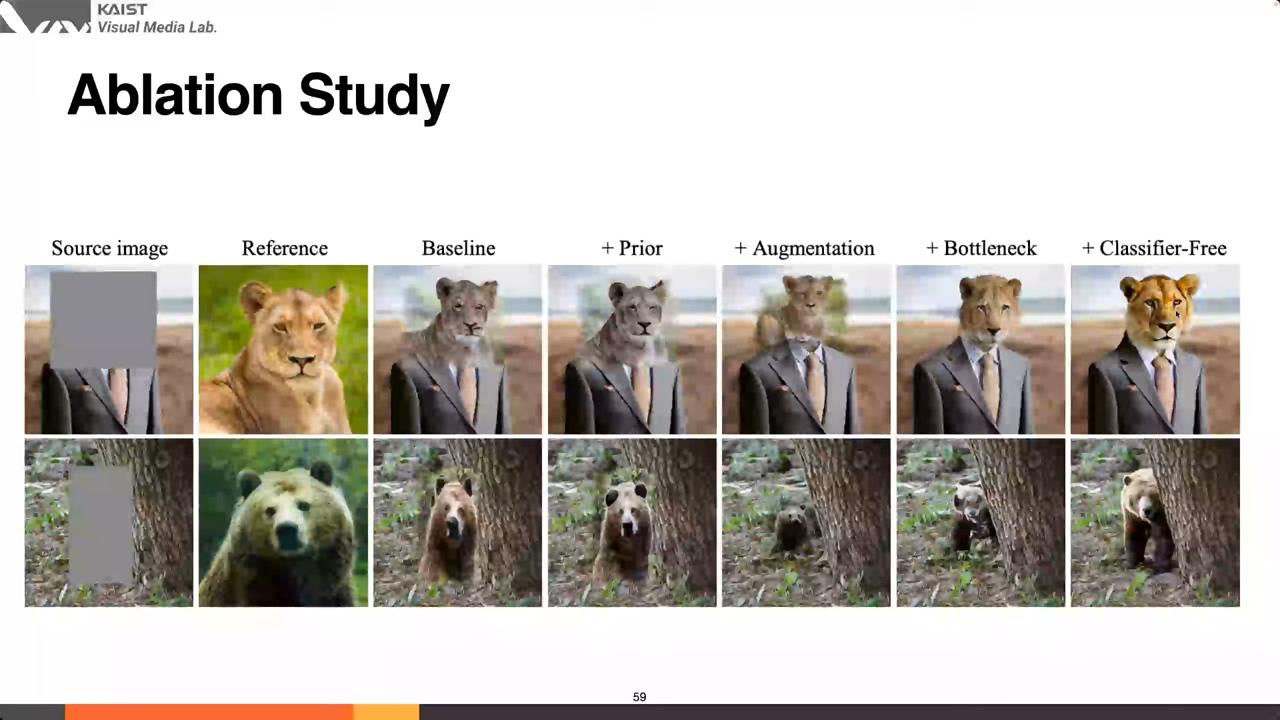 KAIST
Visual Media Lab.
Ablation Study
Source image
Reference
Baseline
+ Prior
+ Augmentation
+ Bottleneck
+ Classifier-Free
59